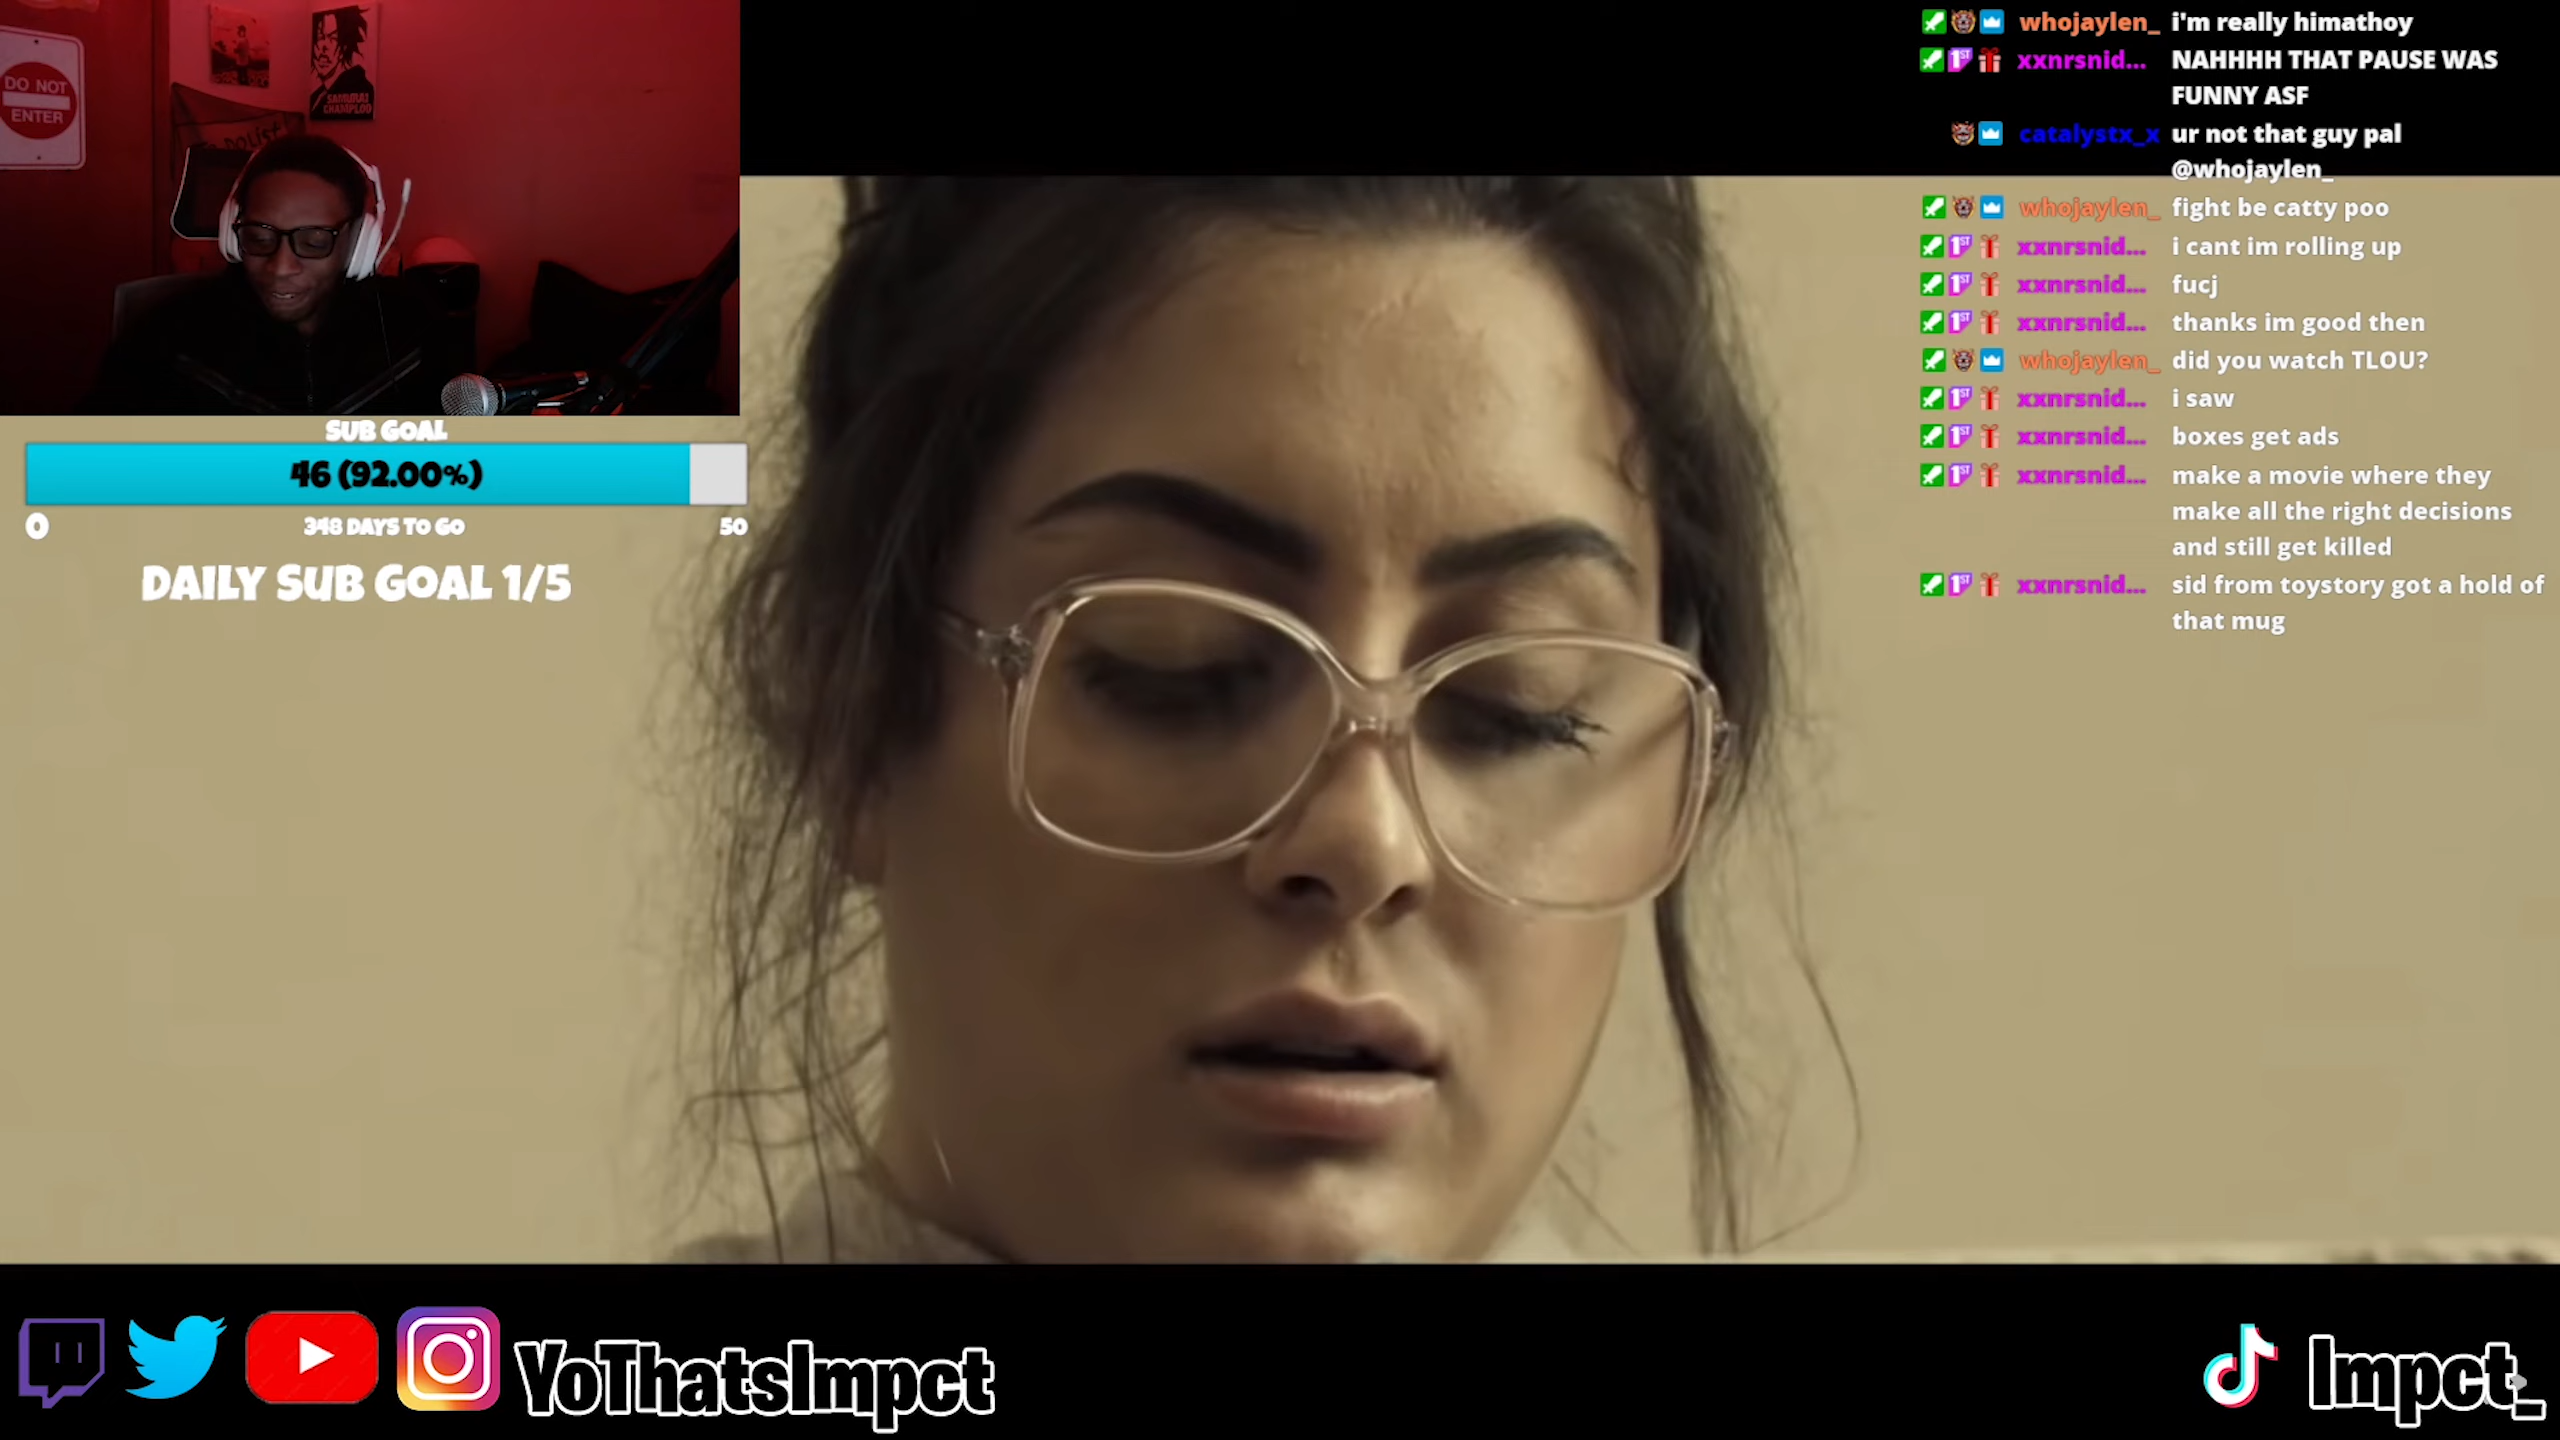 DO NOT
ENTER
SAMURAI
CHAMPLOO
SUB GOAL
46 (92.00%)
0
348 DAYS TO GO
50
DAILY SUB GOAL 1/5
whojaylen_ i'm really himathoy
xxnrsnid... NAHHHH THAT PAUSE WAS
FUNNY ASF
catalystx_x ur not that guy pal
@whojaylen_
whojaylen_ fight be catty poo
xxnrsnid... i cant im rolling up
xxnrsnid... fucj
xxnrsnid... thanks im good then
whojaylen_ did you watch TLOU?
xxnrsnid... i saw
xxnrsnid... boxes get ads
xxnrsnid... make a movie where they
make all the right decisions
and still get killed
xxnrsnid... sid from toystory got a hold of
that mug
YoThatsImpct
Impct_